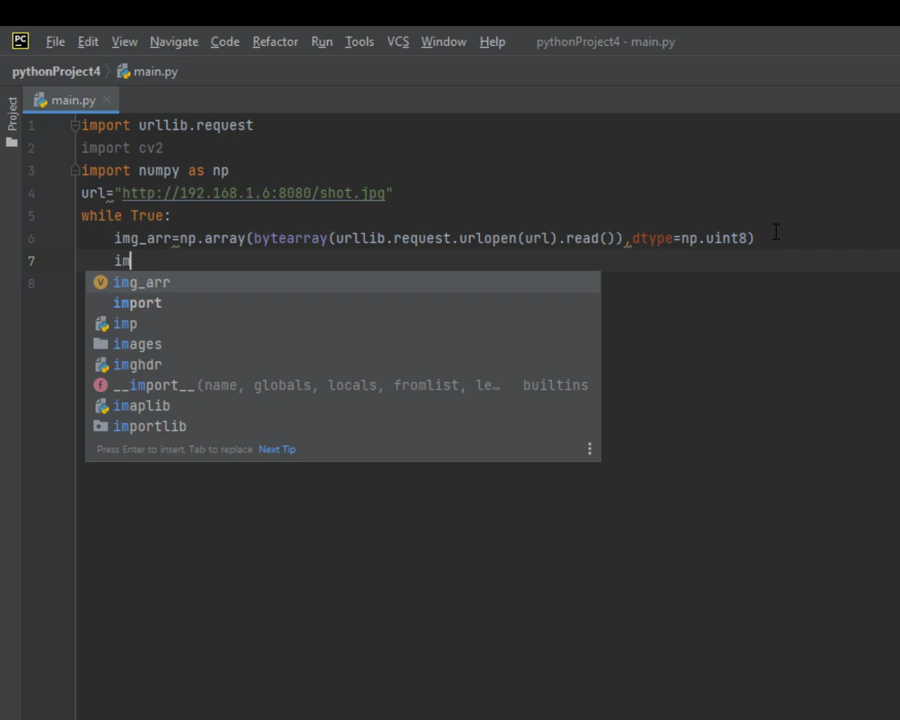 PC File Edit View Navigate Code Refactor Run Tools VCS Window Help pythonProject4 - main.py
pythonProject4 main.py
Project
main.py
1 import urllib.request
2 import cv2
3 import numpy as np
4 url="http://192.168.1.6:8080/shot.jpg"
5 while True:
6 img_arr=np.array(bytearray(urllib.request.urlopen(url).read()),dtype=np.uint8)
7 im
8
v img_arr
import
imp
images
imghdr
f __import__(name, globals, locals, fromlist, le… builtins
imaplib
importlib
Press Enter to insert, Tab to replace Next Tip